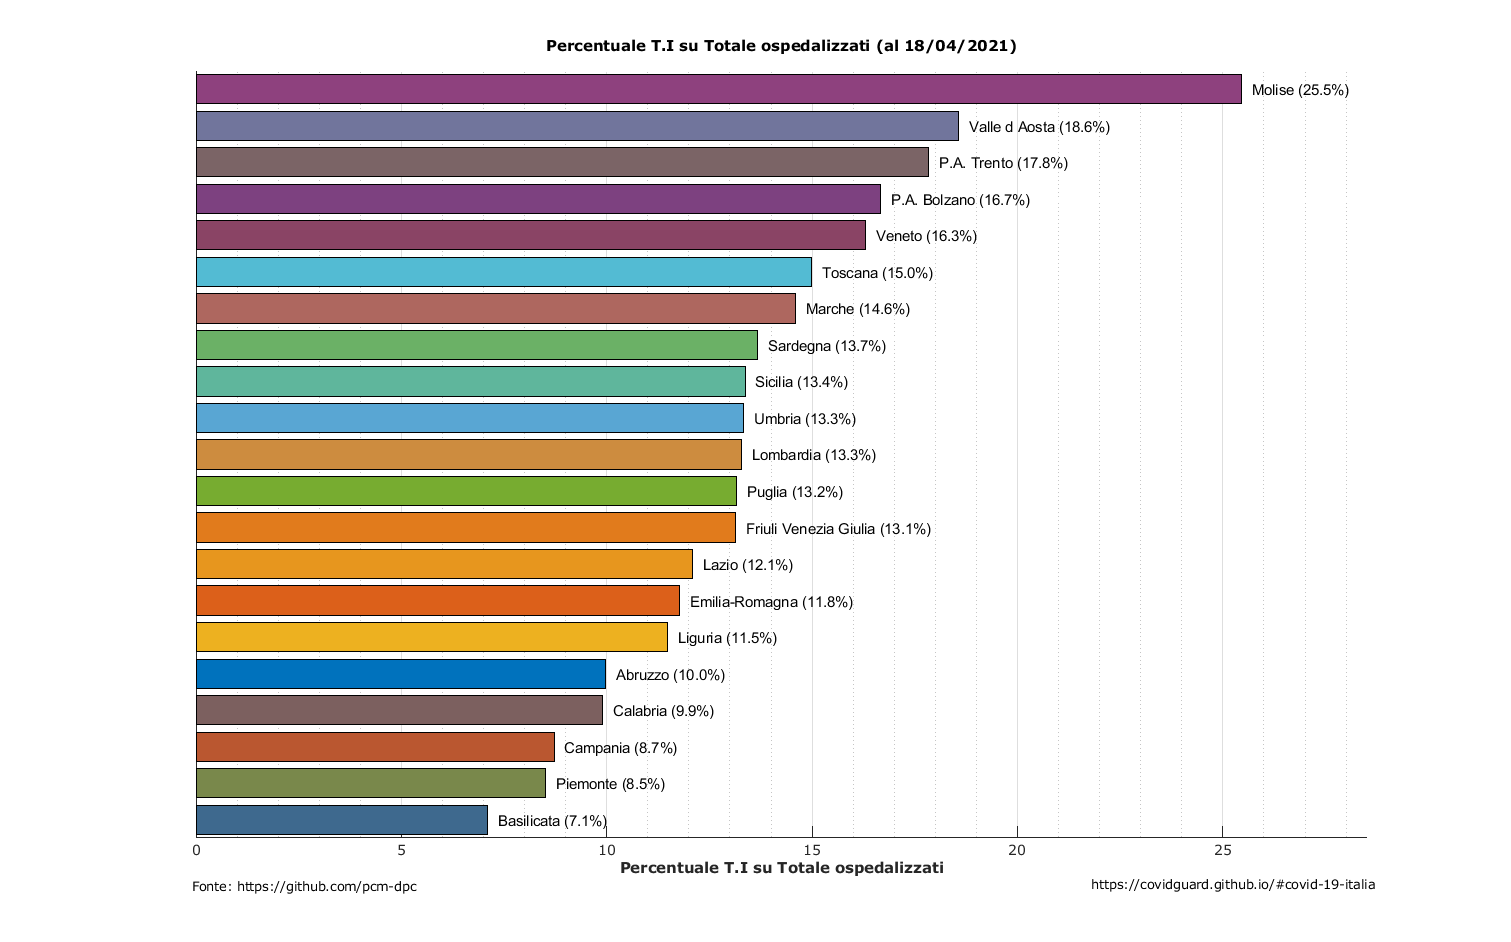 Percentuale T.I su Totale ospedalizzati (al 18/04/2021)
Molise (25.5%)
Valle d Aosta (18.6%)
P.A. Trento (17.8%)
P.A. Bolzano (16.7%)
Veneto (16.3%)
Toscana (15.0%)
Marche (14.6%)
Sardegna (13.7%)
Sicilia (13.4%)
Umbria (13.3%)
Lombardia (13.3%)
Puglia (13.2%)
Friuli Venezia Giulia (13.1%)
Lazio (12.1%)
Emilia-Romagna (11.8%)
Liguria (11.5%)
Abruzzo (10.0%)
Calabria (9.9%)
Campania (8.7%)
Piemonte (8.5%)
Basilicata (7.1%)
0 5 10 15 20 25
Percentuale T.I su Totale ospedalizzati
Fonte: https://github.com/pcm-dpc
https://covidguard.github.io/#covid-19-italia